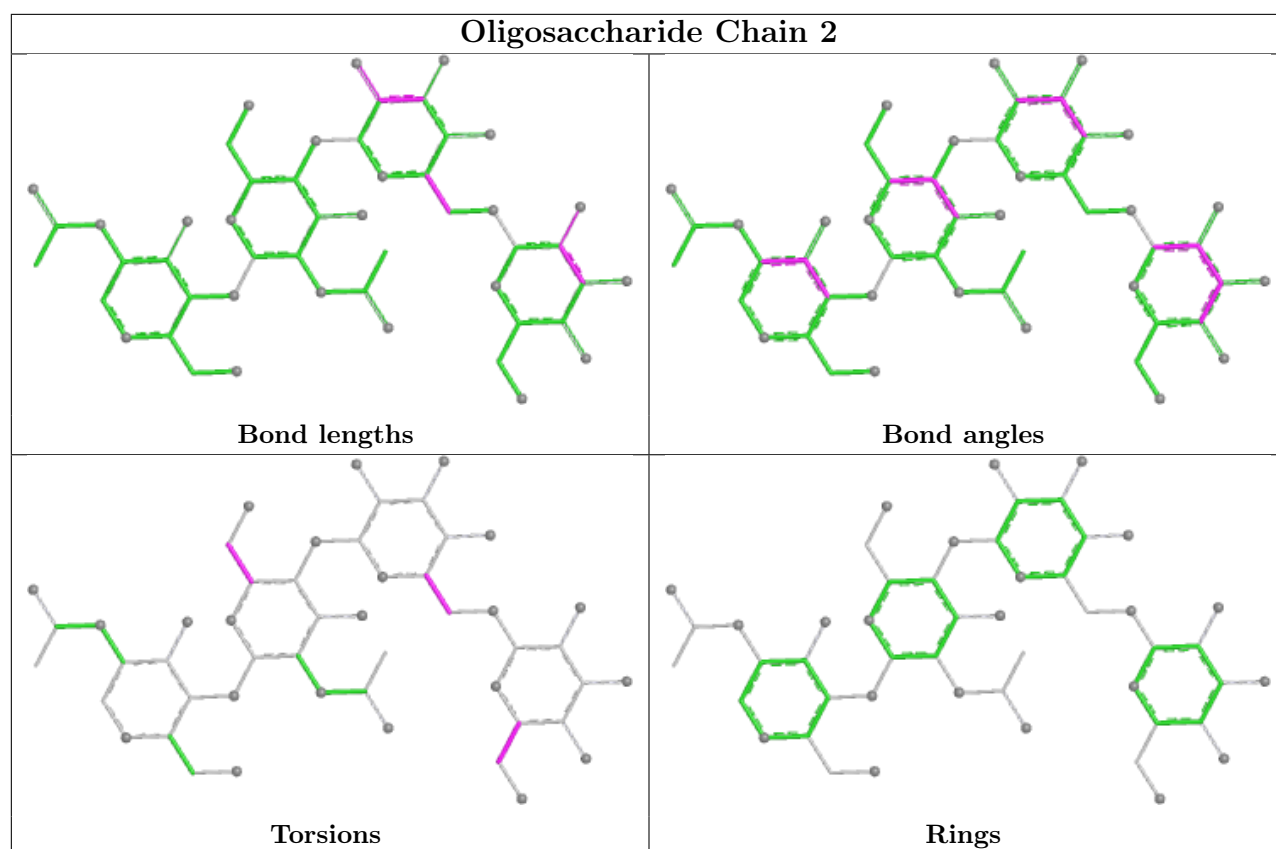 Oligosaccharide Chain 2
Bond lengths
Bond angles
Torsions
Rings